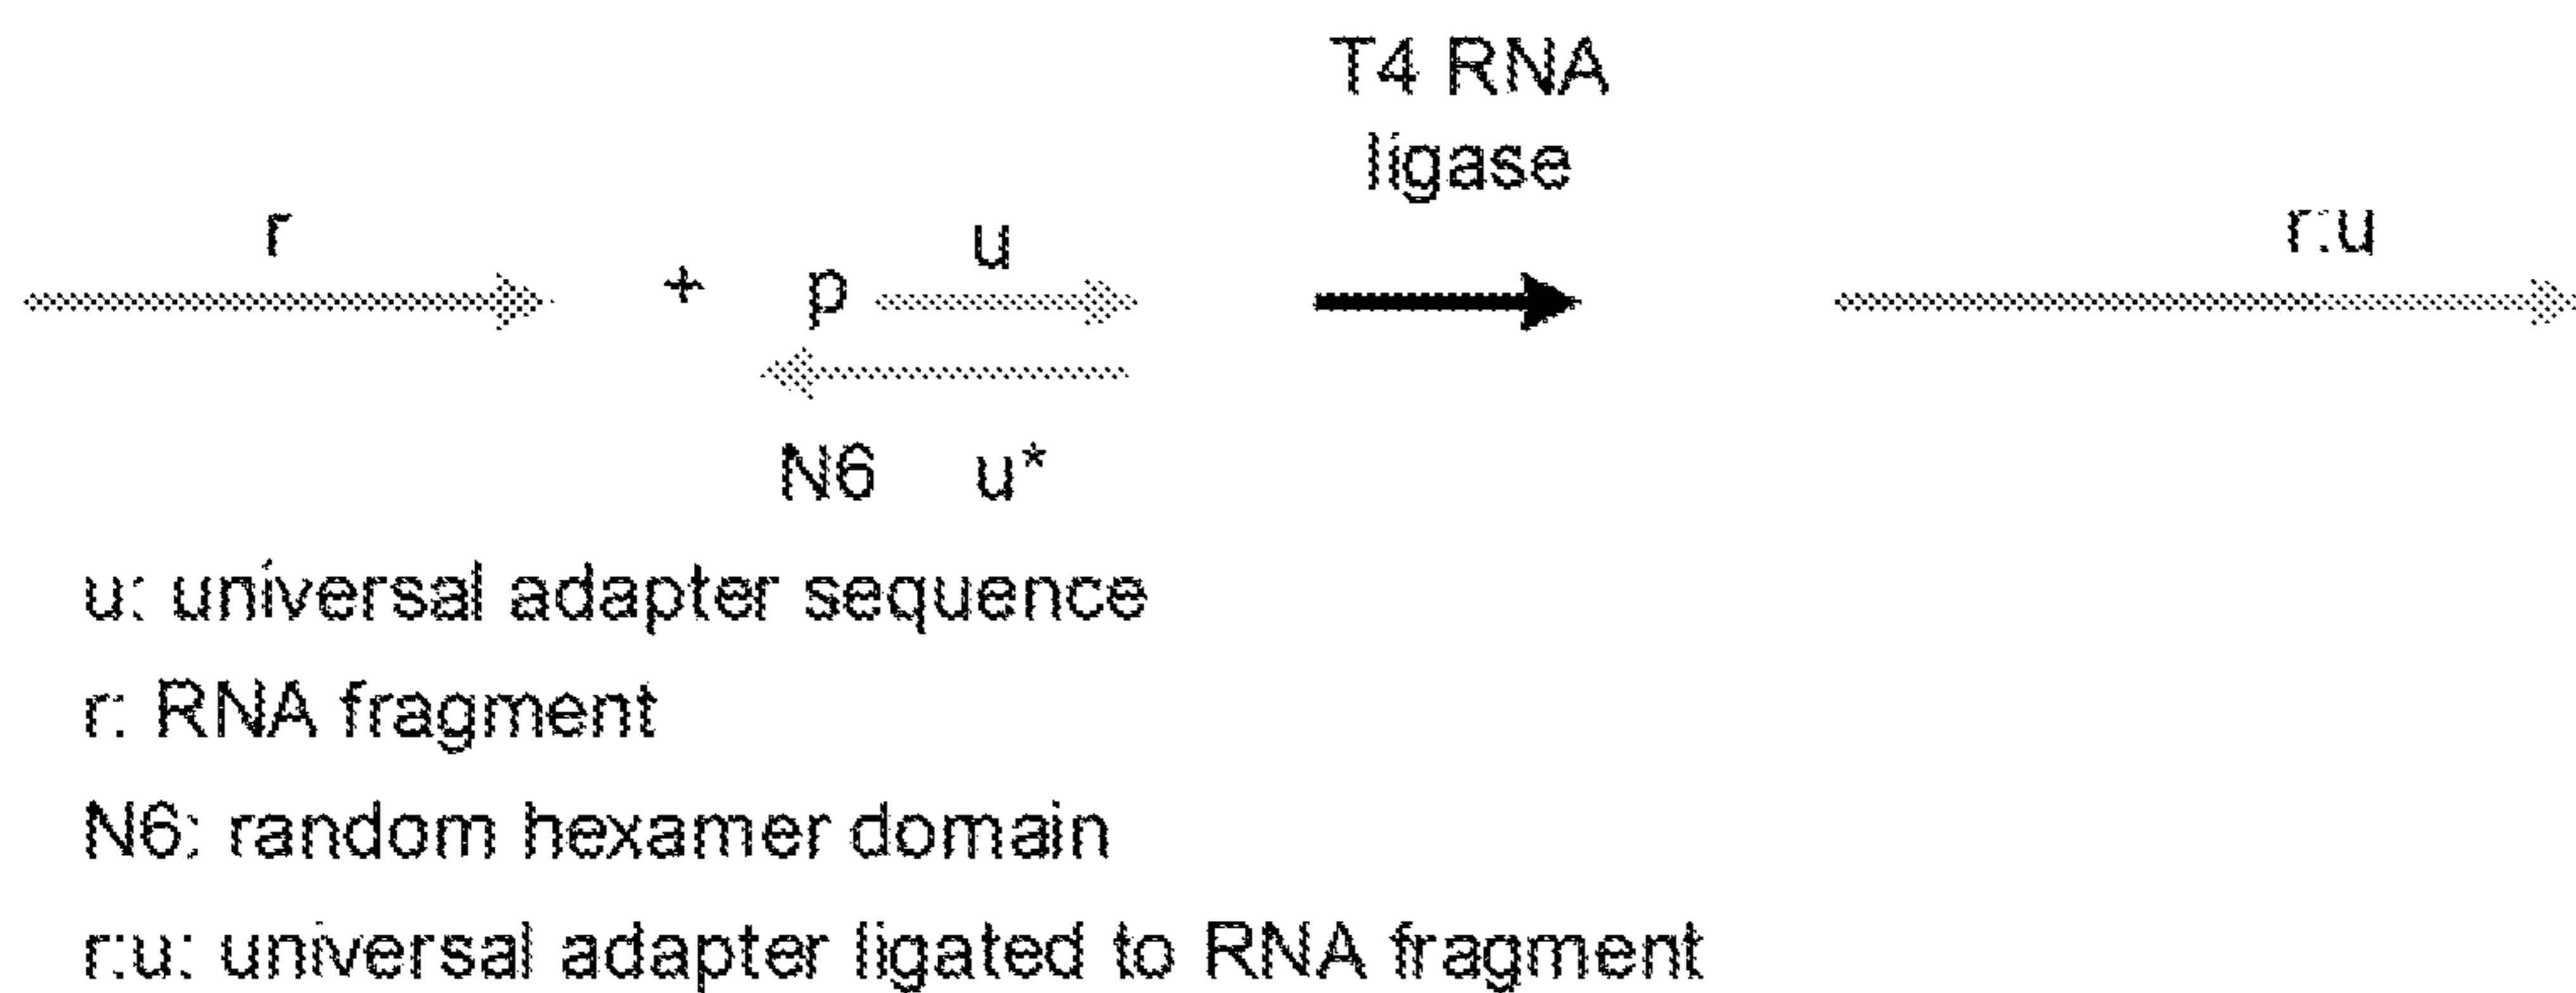 T4 RNA
ligase
r
+ p u
r:u
N6 u*
u: universal adapter sequence
r: RNA fragment
N6: random hexamer domain
r:u: universal adapter ligated to RNA fragment